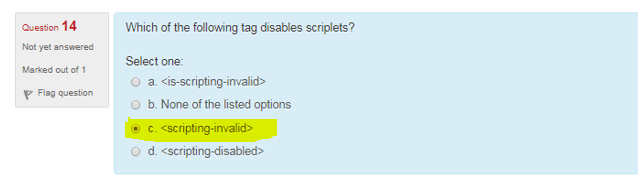 Question 14
Not yet answered
Marked out of 1
Flag question
Which of the following tag disables scriplets?
Select one:
a. <is-scripting-invalid>
b. None of the listed options
c. <scripting-invalid>
d. <scripting-disabled>